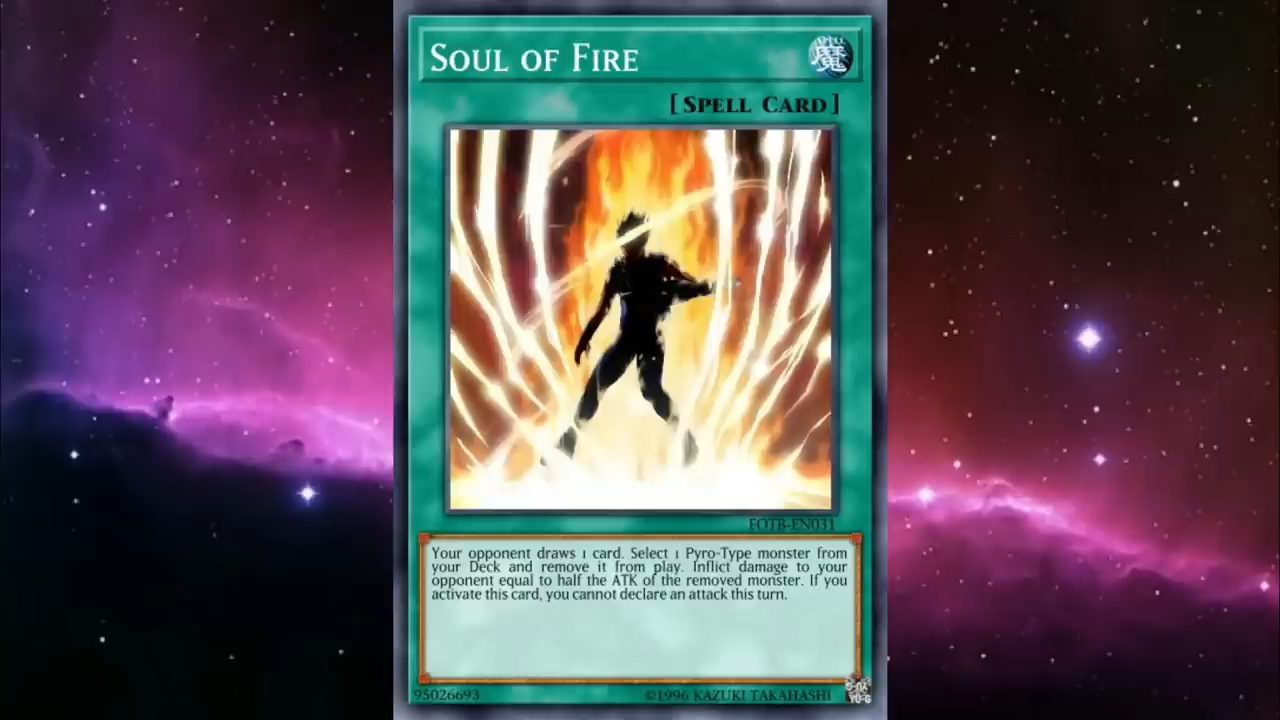 SOUL OF FIRE
魔
[SPELL CARD]
EOTB-EN031
Your opponent draws 1 card. Select 1 Pyro-Type monster from
your Deck and remove it from play. Inflict damage to your
opponent equal to half the ATK of the removed monster. If you
activate this card, you cannot declare an attack this turn.
95026693
©1996 KAZUKI TAKAHASHI